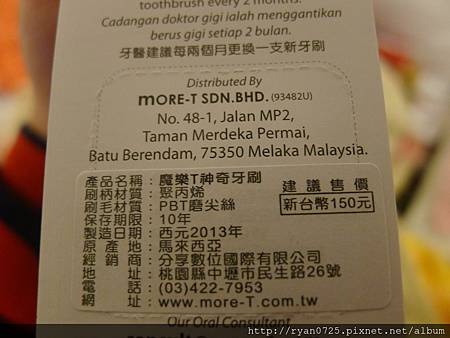 toothbrush every 2 months.
Cadangan doktor gigi ialah menggantikan
berus gigi setiap 2 bulan.
牙醫建議每兩個月更換一支新牙刷
Distributed By
MORE-T SDN.BHD. (93482U)
No. 48-1, Jalan MP2,
Taman Merdeka Permai,
Batu Berendam, 75350 Melaka Malaysia.
產品名稱：魔樂T神奇牙刷
刷柄材質：聚丙烯
刷毛材質：PBT磨尖絲
保存期限：10年
製造日期：西元2013年
原產地：馬來西亞
經銷商：分享數位國際有限公司
地址：桃園縣中壢市民生路26號
電話：(03)422-7953
網址：www.more-T.com.tw
建議售價
新台幣150元
Our Oral Consultant
http://ryan0725.pixnet.net/album